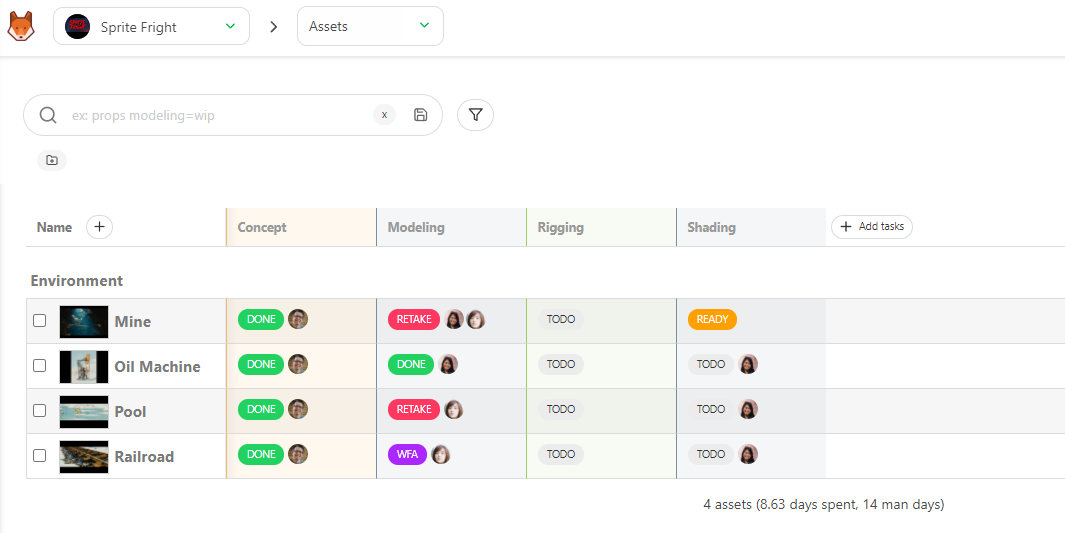 Sprite Fright
Assets
ex: props modeling=wip
x
Name
Concept
Modeling
Rigging
Shading
Add tasks
Environment
Mine
DONE
RETAKE
TODO
READY
Oil Machine
DONE
DONE
TODO
TODO
Pool
DONE
RETAKE
TODO
TODO
Railroad
DONE
WFA
TODO
TODO
4 assets (8.63 days spent, 14 man days)